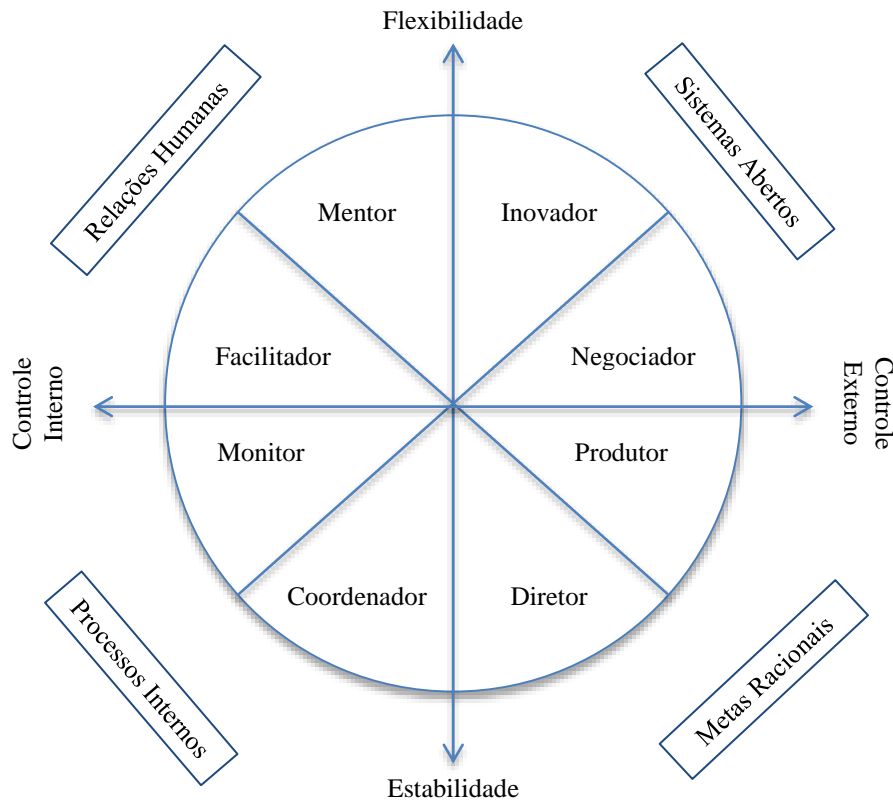 Flexibilidade
Relações Humanas
Sistemas Abertos
Mentor
Inovador
Facilitador
Negociador
Controle
Interno
Controle
Externo
Monitor
Produtor
Coordenador
Diretor
Processos Internos
Metas Racionais
Estabilidade